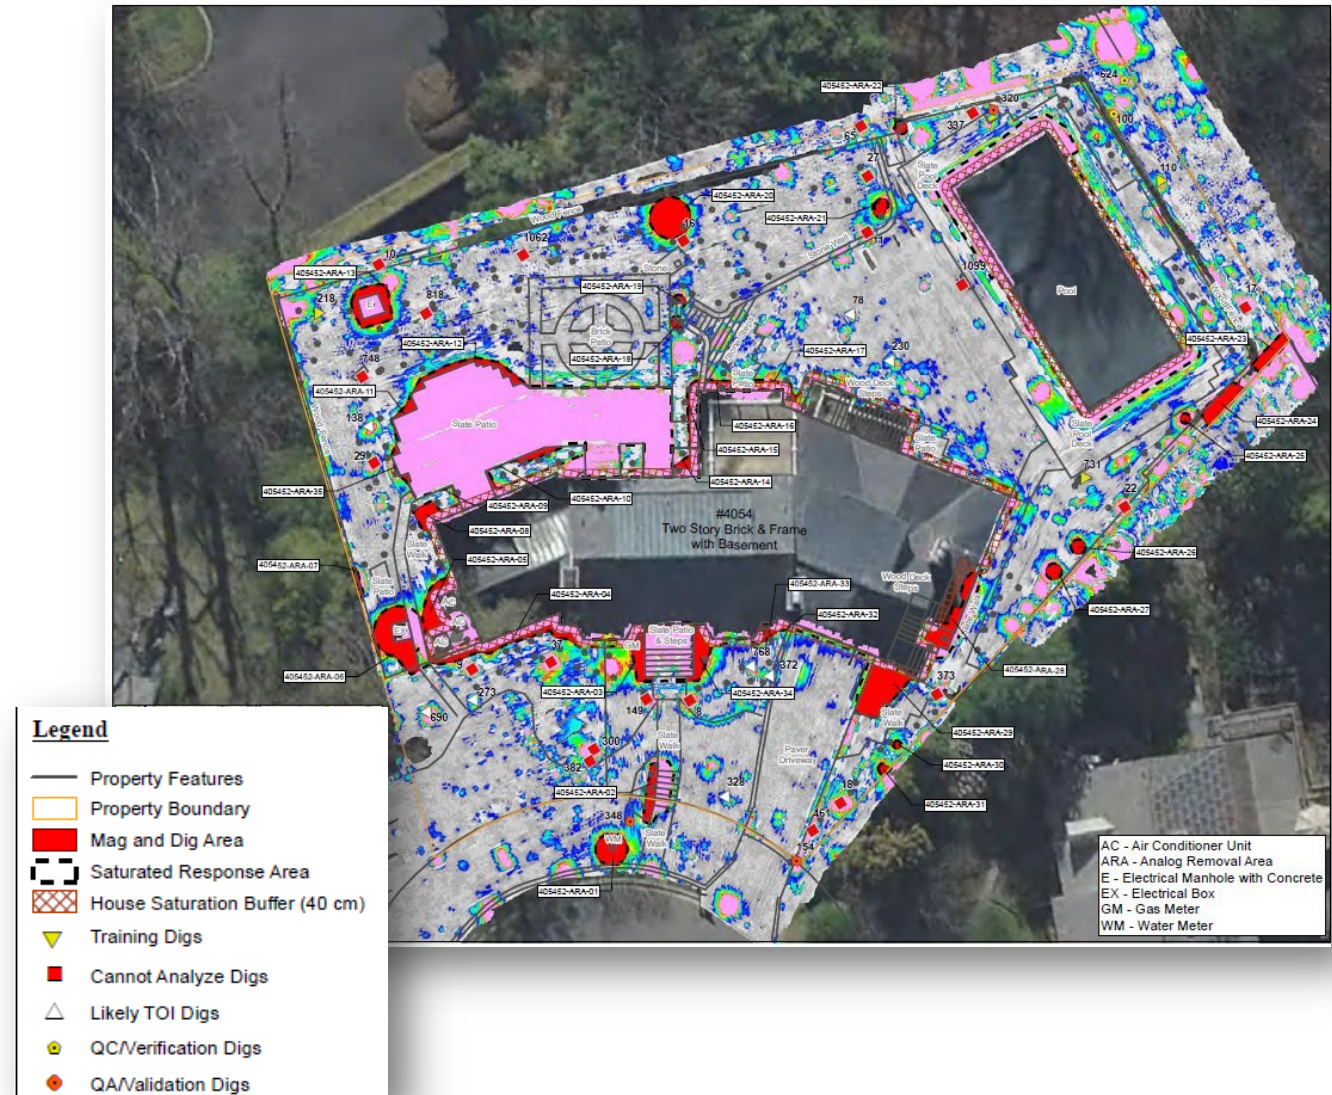 405452-ARA-22
624
320
337
100
65
27
110
Slate
Pool
Deck
405452-ARA-20
Wood Fence
16
405452-ARA-21
1062
11
Stone Wall
10
405452-ARA-13
Stone
1099
218
E
818
405452-ARA-19
Pool
78
17
Brick
Patio
405452-ARA-12
405452-ARA-23
748
405452-ARA-18
405452-ARA-17
230
Slate
Patio
Wood Deck
Steps
405452-ARA-11
138
Wood Fence
Slate Patio
405452-ARA-16
405452-ARA-24
Slate
Pool
Deck
Slate
Patio
29
405452-ARA-15
405452-ARA-25
731
405452-ARA-35
405452-ARA-14
405452-ARA-10
405452-ARA-09
22
#4054
Two Story Brick & Frame
with Basement
405452-ARA-08
Slate
Walk
405452-ARA-26
405452-ARA-05
405452-ARA-07
Slate
Patio
405452-ARA-33
Wood Deck
Steps
405452-ARA-04
AC
AC
AC
405452-ARA-27
405452-ARA-32
EX
Slate Patio
& Steps
GM
37
768
372
9
405452-ARA-28
405452-ARA-06
373
273
405452-ARA-03
405452-ARA-34
149
8
690
Slate
Walk
405452-ARA-29
300
Slate
Walk
Paver
Driveway
382
405452-ARA-30
328
405452-ARA-02
18
405452-ARA-31
461
348
WM
Slate
Walk
154
405452-ARA-01
AC - Air Conditioner Unit
ARA - Analog Removal Area
E - Electrical Manhole with Concrete
EX - Electrical Box
GM - Gas Meter
WM - Water Meter
Legend
Property Features
Property Boundary
Mag and Dig Area
Saturated Response Area
House Saturation Buffer (40 cm)
Training Digs
Cannot Analyze Digs
Likely TOI Digs
QC/Verification Digs
QA/Validation Digs